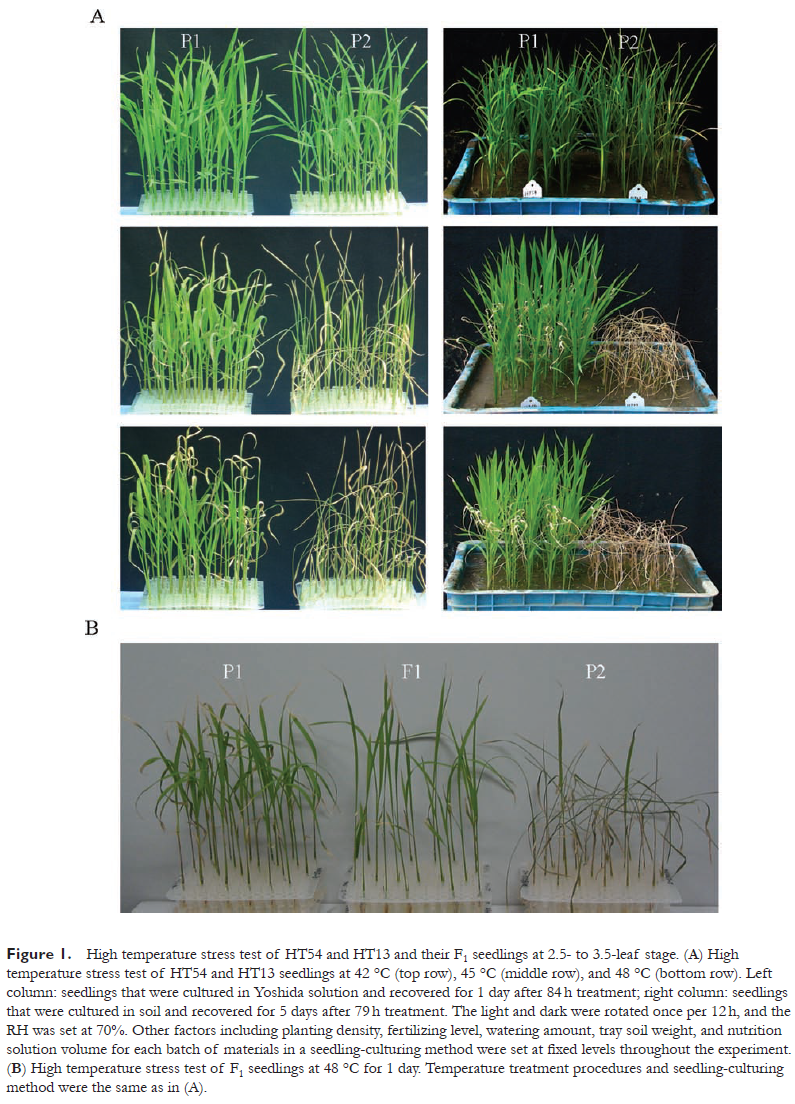 A
P1 P2 P1 P2
B
P1 F1 P2
Figure 1. High temperature stress test of HT54 and HT13 and their F1 seedlings at 2.5- to 3.5-leaf stage. (A) High
temperature stress test of HT54 and HT13 seedlings at 42 °C (top row), 45 °C (middle row), and 48 °C (bottom row). Left
column: seedlings that were cultured in Yoshida solution and recovered for 1 day after 84 h treatment; right column: seedlings
that were cultured in soil and recovered for 5 days after 79 h treatment. The light and dark were rotated once per 12 h, and the
RH was set at 70%. Other factors including planting density, fertilizing level, watering amount, tray soil weight, and nutrition
solution volume for each batch of materials in a seedling-culturing method were set at fixed levels throughout the experiment.
(B) High temperature stress test of F1 seedlings at 48 °C for 1 day. Temperature treatment procedures and seedling-culturing
method were the same as in (A).